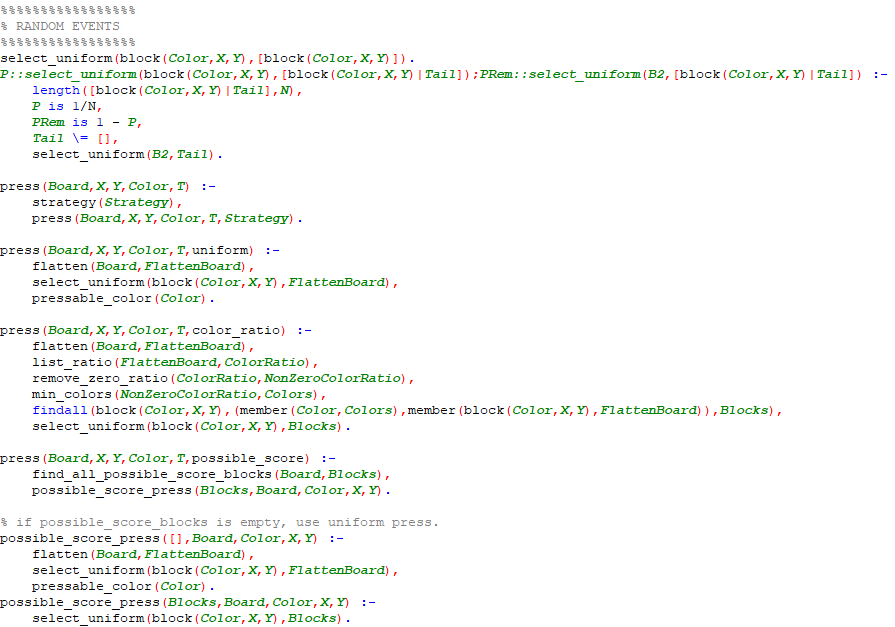 %%%%%%%%%%%%%%%%%
% RANDOM EVENTS
%%%%%%%%%%%%%%%%%
select_uniform(block(Color,X,Y),[block(Color,X,Y)]).
P::select_uniform(block(Color,X,Y),[block(Color,X,Y)|Tail]);PRem::select_uniform(B2,[block(Color,X,Y)|Tail]) :-
    length([block(Color,X,Y)|Tail],N),
    P is 1/N,
    PRem is 1 - P,
    Tail \= [],
    select_uniform(B2,Tail).

press(Board,X,Y,Color,T) :-
    strategy(Strategy),
    press(Board,X,Y,Color,T,Strategy).

press(Board,X,Y,Color,T,uniform) :-
    flatten(Board,FlattenBoard),
    select_uniform(block(Color,X,Y),FlattenBoard),
    pressable_color(Color).

press(Board,X,Y,Color,T,color_ratio) :-
    flatten(Board,FlattenBoard),
    list_ratio(FlattenBoard,ColorRatio),
    remove_zero_ratio(ColorRatio,NonZeroColorRatio),
    min_colors(NonZeroColorRatio,Colors),
    findall(block(Color,X,Y),(member(Color,Colors),member(block(Color,X,Y),FlattenBoard)),Blocks),
    select_uniform(block(Color,X,Y),Blocks).

press(Board,X,Y,Color,T,possible_score) :-
    find_all_possible_score_blocks(Board,Blocks),
    possible_score_press(Blocks,Board,Color,X,Y).

% if possible_score_blocks is empty, use uniform press.
possible_score_press([],Board,Color,X,Y) :-
    flatten(Board,FlattenBoard),
    select_uniform(block(Color,X,Y),FlattenBoard),
    pressable_color(Color).
possible_score_press(Blocks,Board,Color,X,Y) :-
    select_uniform(block(Color,X,Y),Blocks).